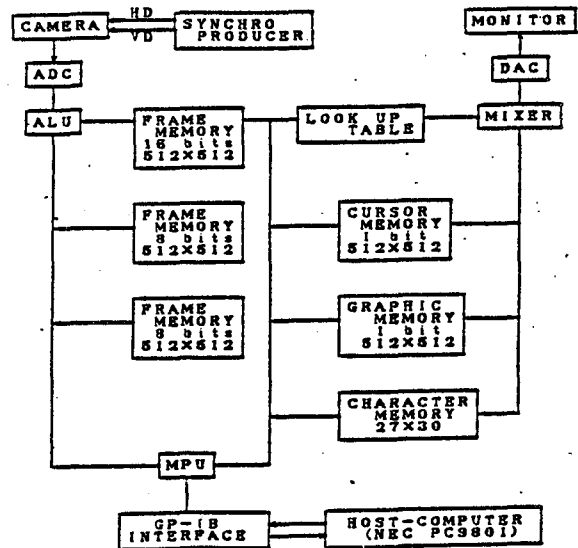 HD
CAMERA
VD
SYNCHRO
PRODUCER
MONITOR
ADC
DAC
ALU
FRAME
MEMORY
16 bits
512×512
LOOK UP
TABLE
MIXER
FRAME
MEMORY
8 bits
512×512
CURSOR
MEMORY
1 bit
512×512
FRAME
MEMORY
8 bits
512×512
GRAPHIC
MEMORY
1 bit
512×512
CHARACTER
MEMORY
27×30
MPU
GP-IB
INTERFACE
HOST-COMPUTER
(NEC PC9801)